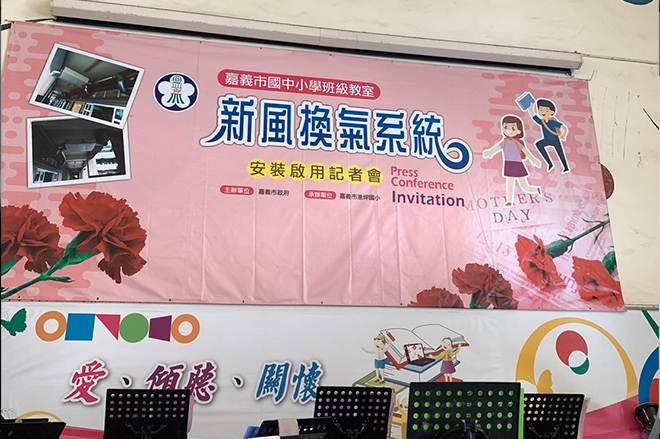 嘉義市國中小學班級教室
新風換氣系統
安裝啟用記者會
Press
Conference
Invitation
主辦單位 嘉義市政府 承辦單位 嘉義市港坪國小
MOTHER'S
DAY
愛、傾聽、關懷